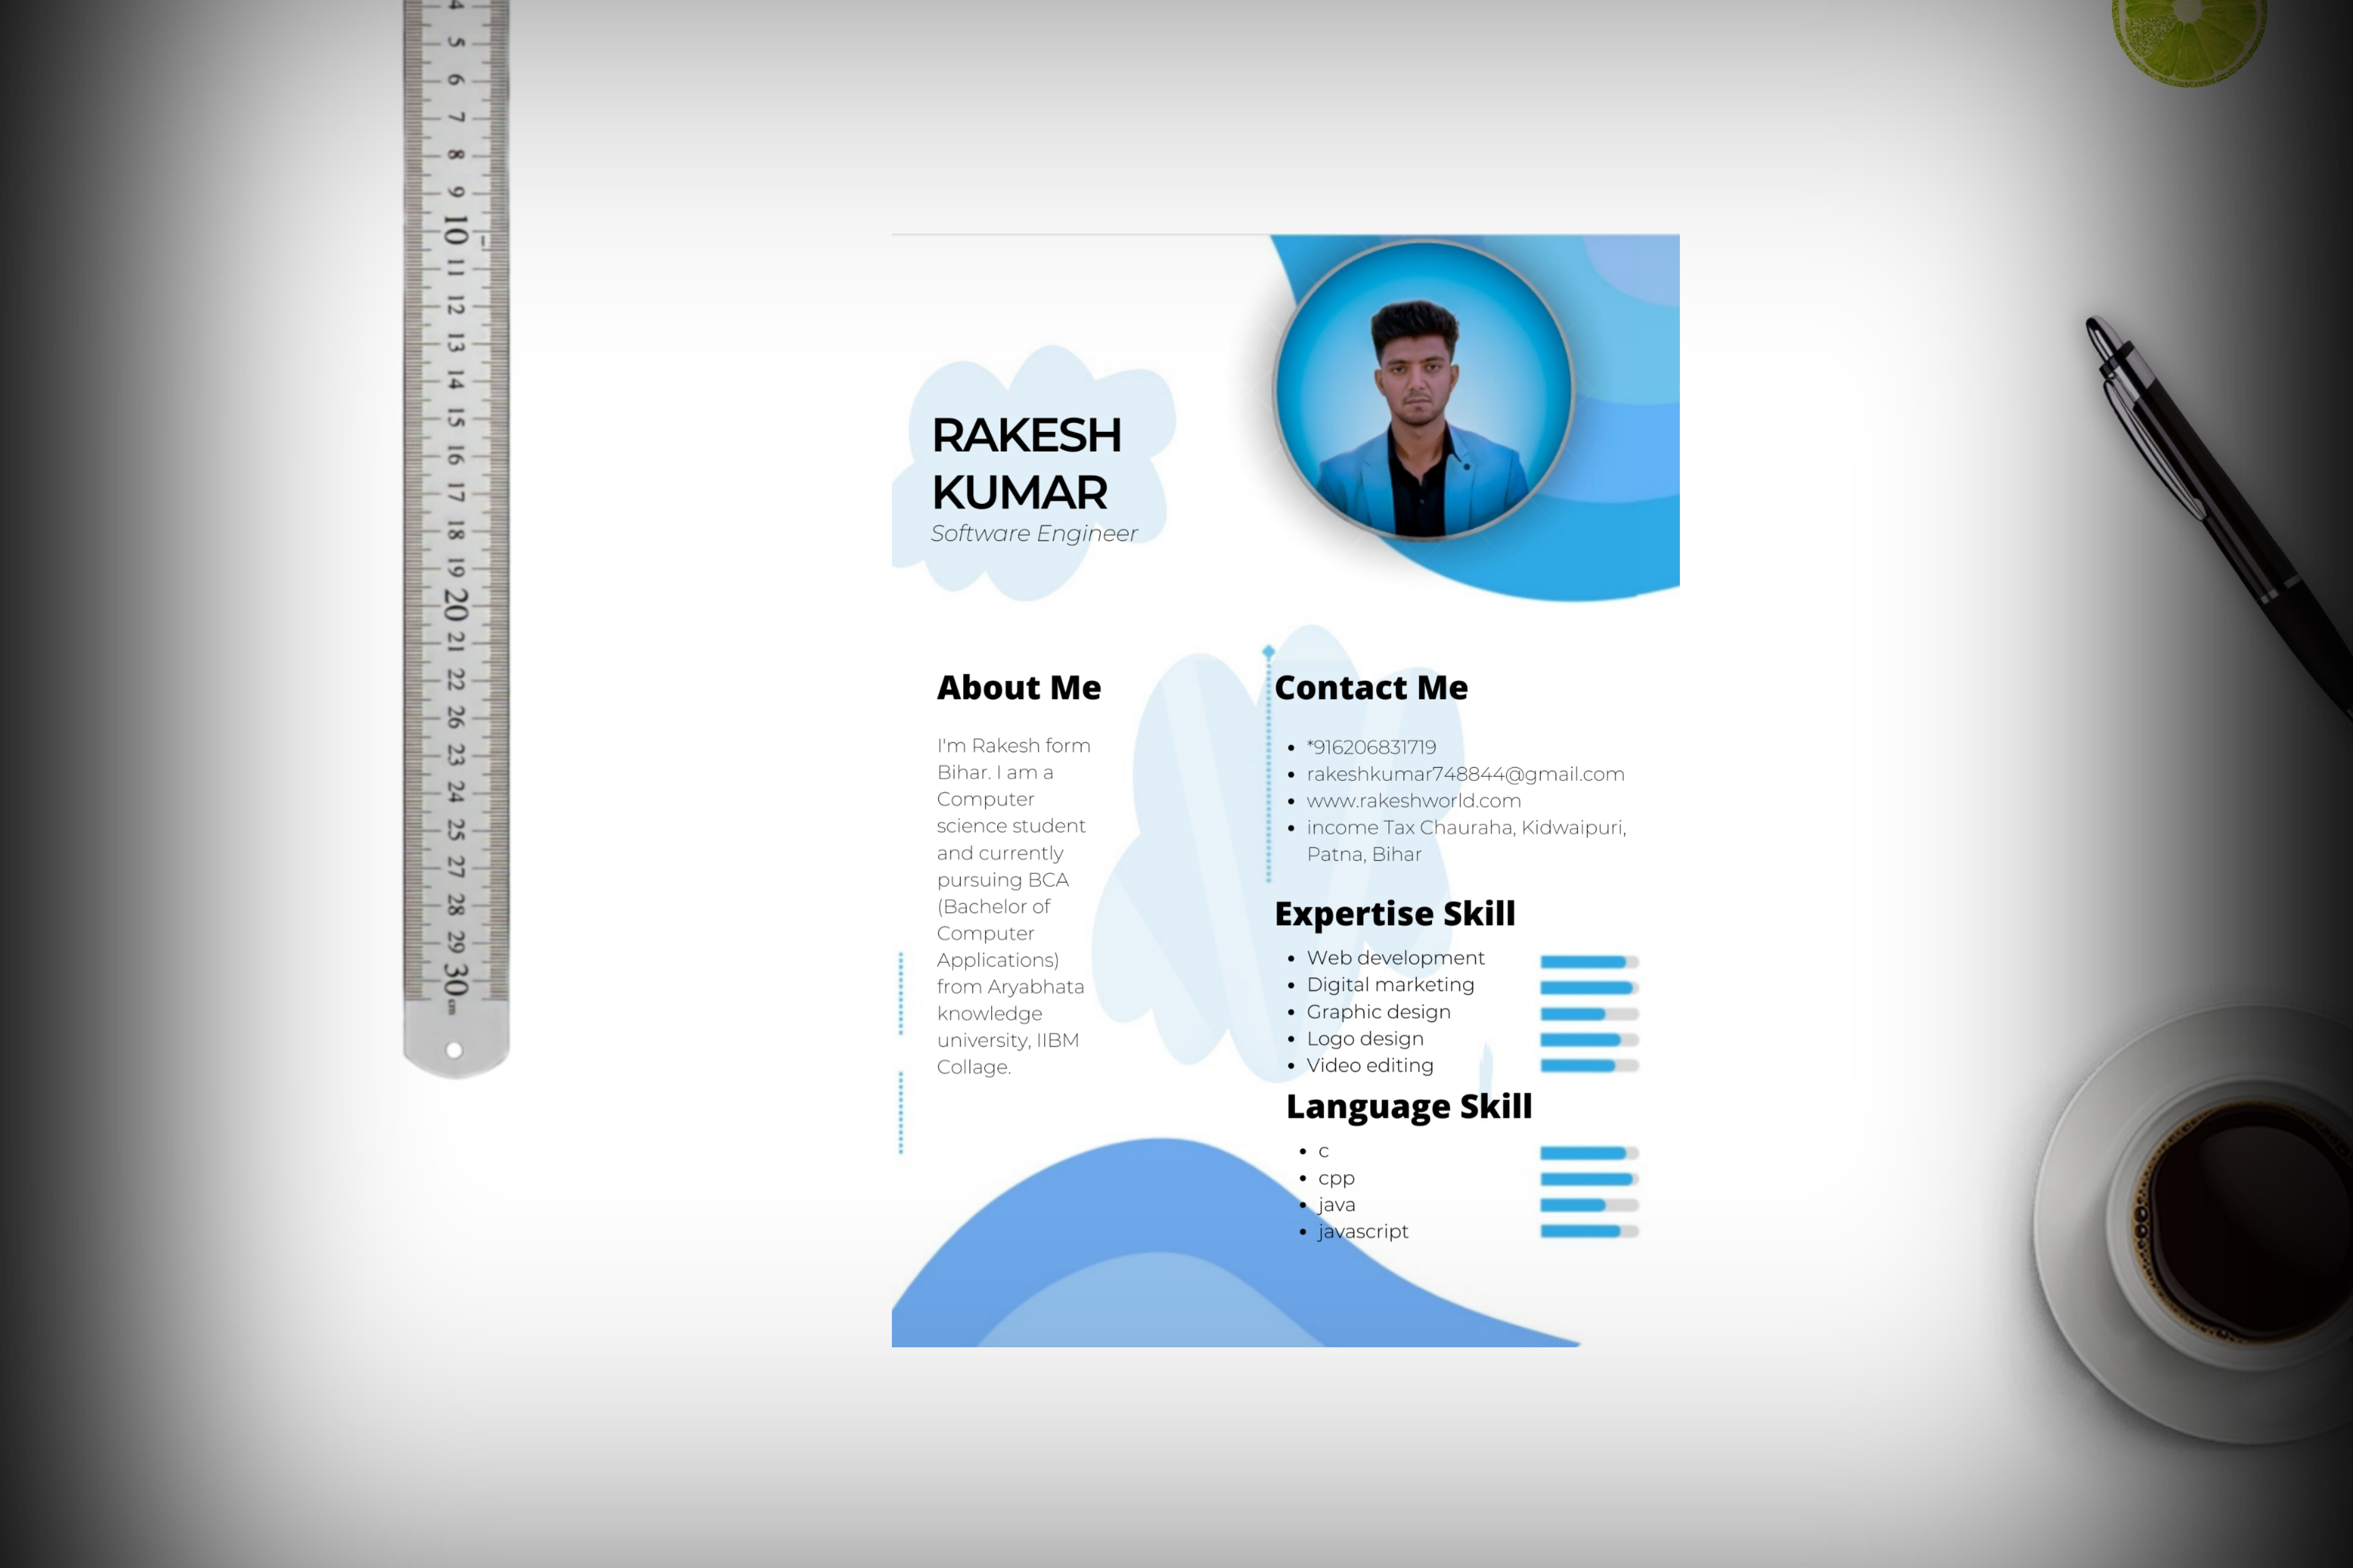 4
5
6
7
8
9
10
11
12
13
14
15
16
17
18
19
20
21
22
26
23
24
25
27
28
29
30
cm
RAKESH
KUMAR
Software Engineer
About Me
I'm Rakesh form
Bihar. I am a
Computer
science student
and currently
pursuing BCA
(Bachelor of
Computer
Applications)
from Aryabhata
knowledge
university, IIBM
Collage.
Contact Me
• *916206831719
• rakeshkumar748844@gmail.com
• www.rakeshworld.com
• income Tax Chauraha, Kidwaipuri,
Patna, Bihar
Expertise Skill
• Web development
• Digital marketing
• Graphic design
• Logo design
• Video editing
Language Skill
• c
• cpp
• java
• javascript